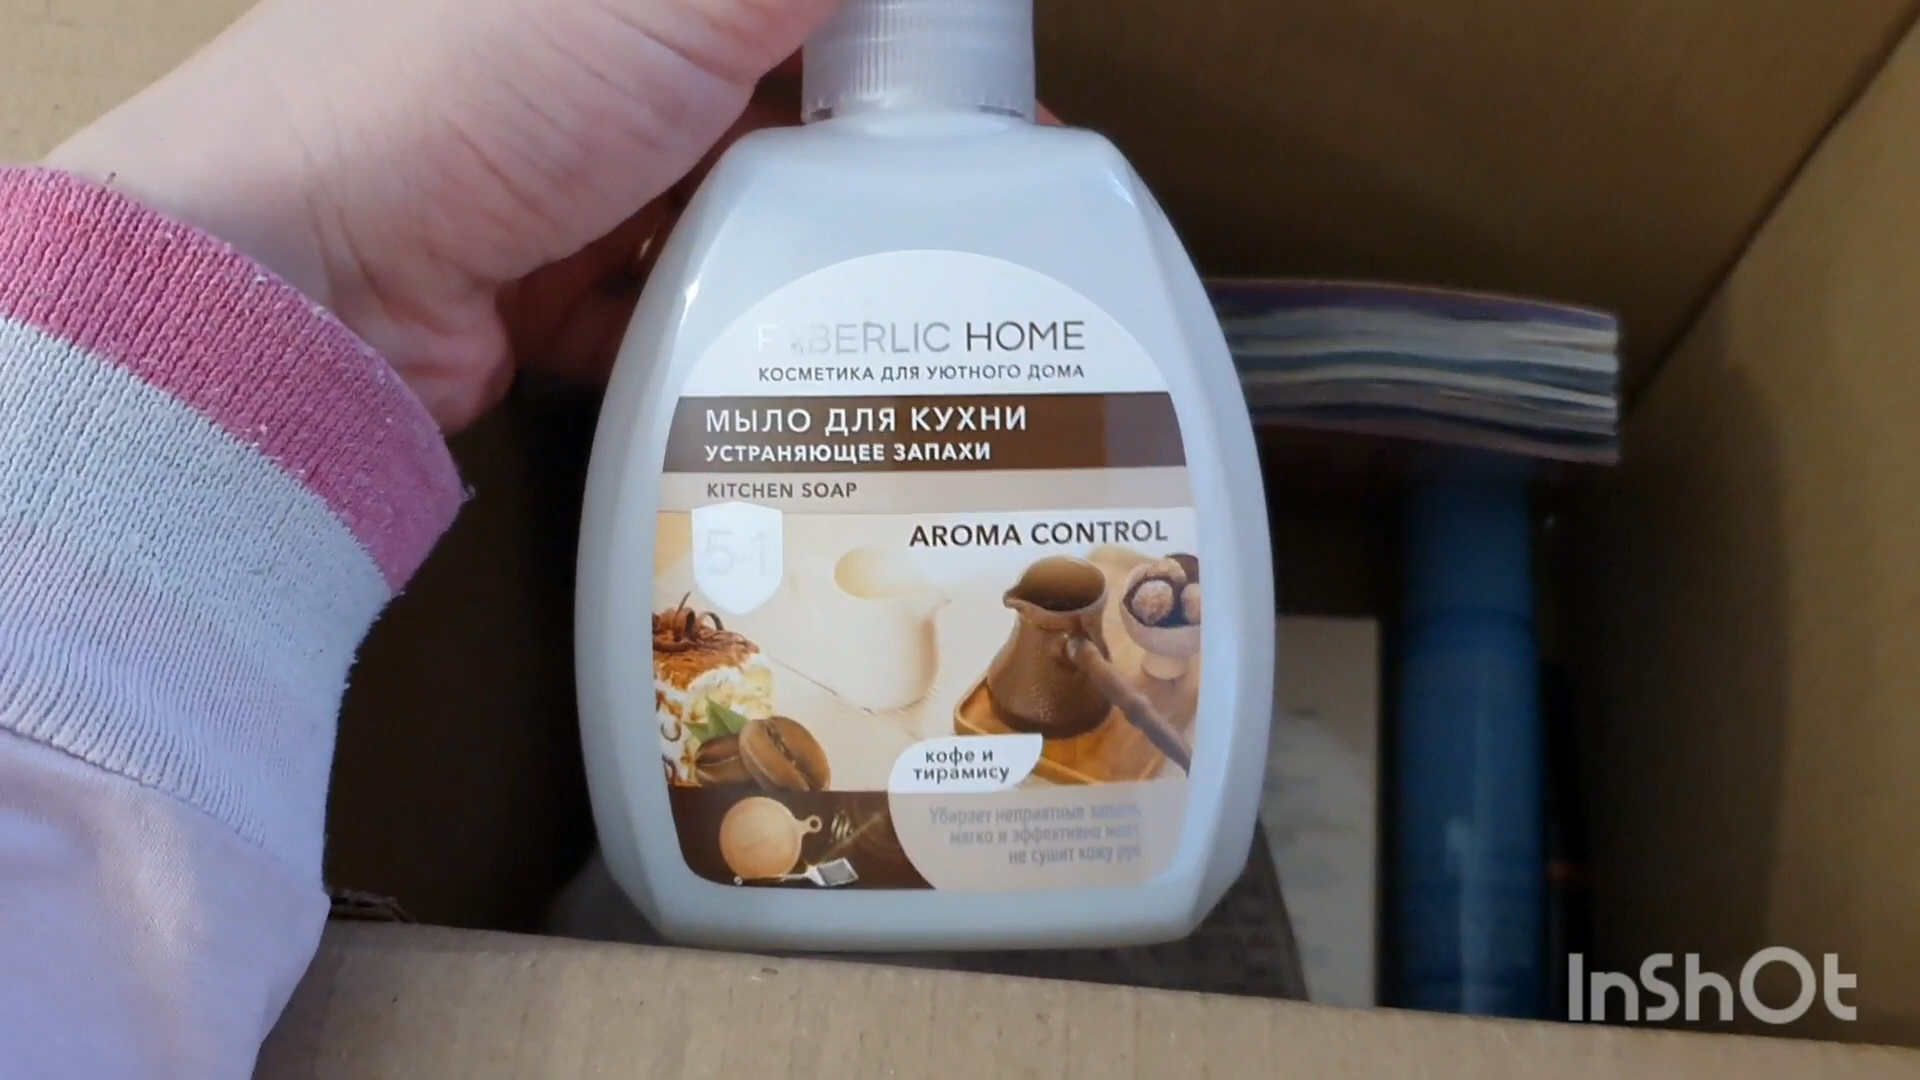 FABERLIC HOME
КОСМЕТИКА ДЛЯ УЮТНОГО ДОМА
МЫЛО ДЛЯ КУХНИ
УСТРАНЯЮЩЕЕ ЗАПАХИ
KITCHEN SOAP
5в1
AROMA CONTROL
кофе и
тирамису
Убирает неприятные запахи,
мягко и эффективно моет,
не сушит кожу рук
InShOt